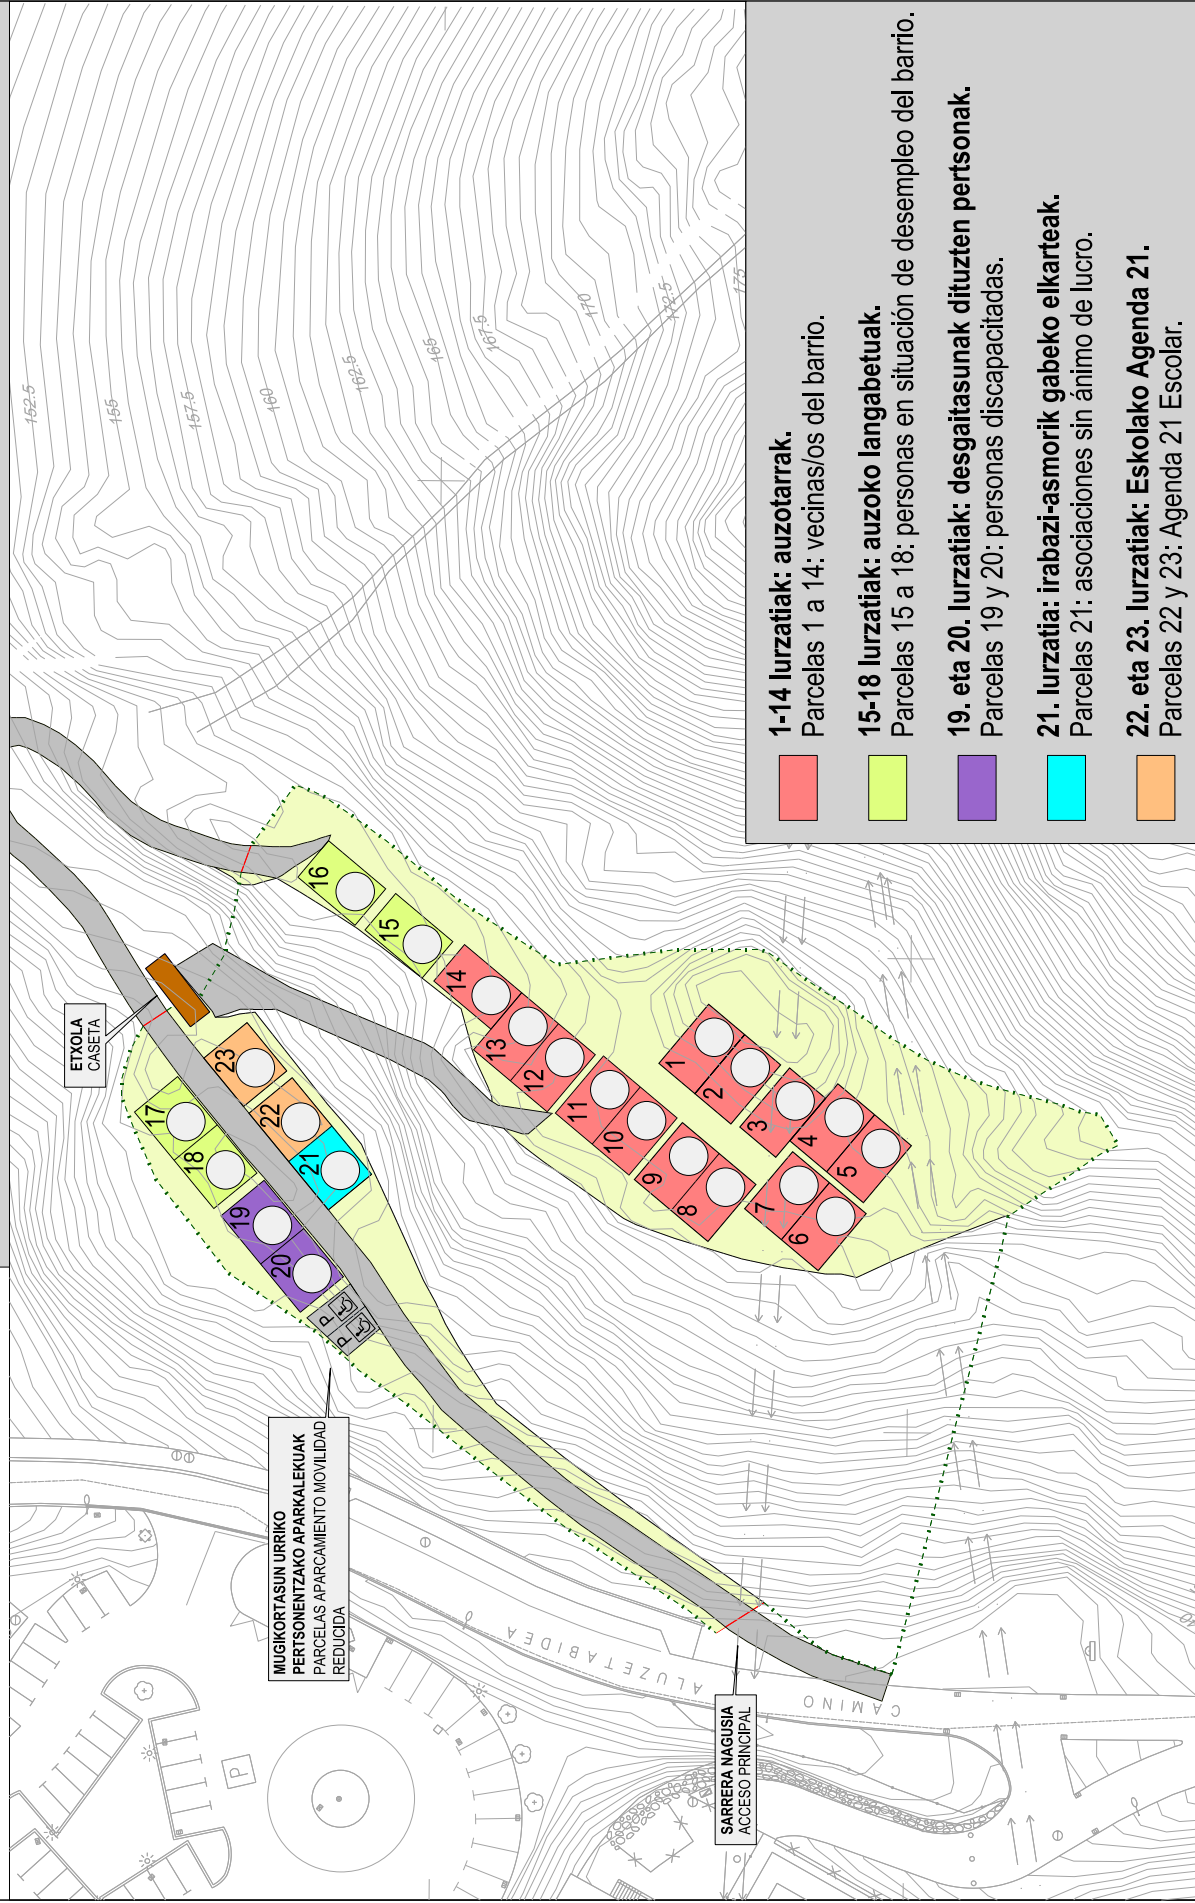 152.5
155
157.5
160
162.5
165
167.5
170
172.5
175
ETXOLA
CASETA
MUGIKORTASUN URRIKO
PERTSONENTZAKO APARKALEKUAK
PARCELAS APARCAMIENTO MOVILIDAD
REDUCIDA
SARRERA NAGUSIA
ACCESO PRINCIPAL
CAMINO
ALUZETABIDEA
P
P
P
1
2
3
4
5
6
7
8
9
10
11
12
13
14
15
16
17
18
19
20
21
22
23
1-14 lurzatiak: auzotarrak.
Parcelas 1 a 14: vecinas/os del barrio.
15-18 lurzatiak: auzoko langabetuak.
Parcelas 15 a 18: personas en situación de desempleo del barrio.
19. eta 20. lurzatiak: desgaitasunak dituzten pertsonak.
Parcelas 19 y 20: personas discapacitadas.
21. lurzatia: irabazi-asmorik gabeko elkarteak.
Parcelas 21: asociaciones sin ánimo de lucro.
22. eta 23. lurzatiak: Eskolako Agenda 21.
Parcelas 22 y 23: Agenda 21 Escolar.